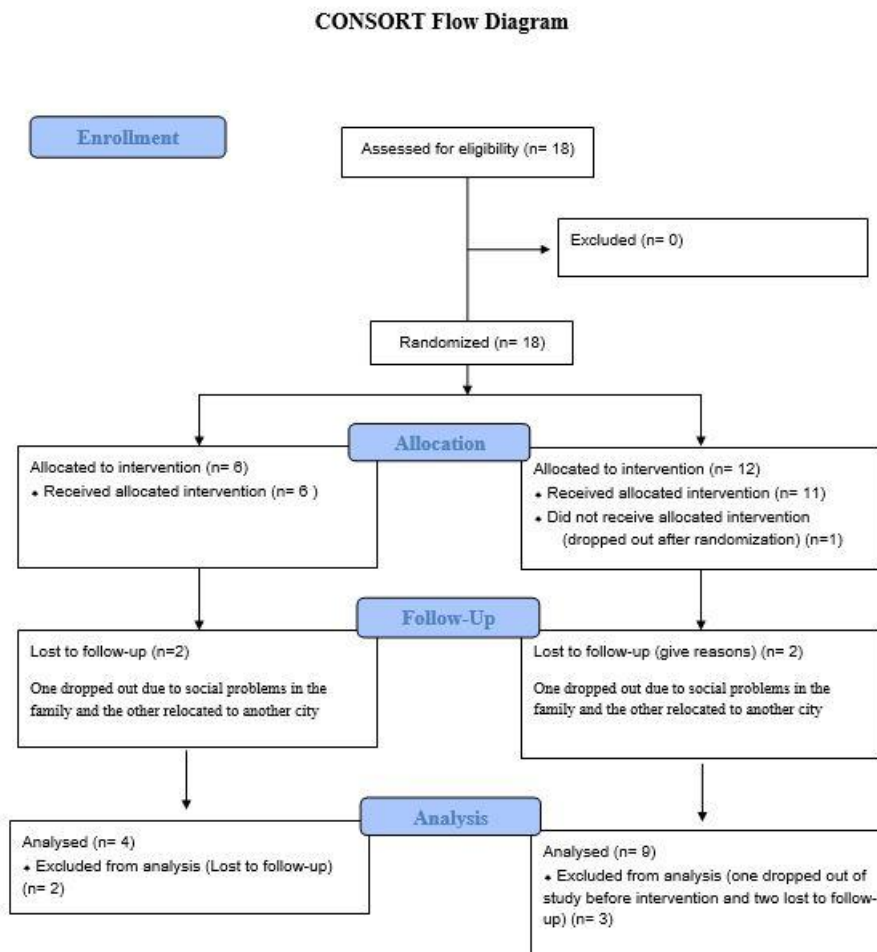 CONSORT Flow Diagram
Enrollment
Assessed for eligibility (n= 18)
Excluded (n= 0)
Randomized (n= 18)
Allocation
Allocated to intervention (n= 6)
⬥ Received allocated intervention (n= 6 )
Allocated to intervention (n= 12)
⬥ Received allocated intervention (n= 11)
⬥ Did not receive allocated intervention
(dropped out after randomization) (n=1)
Follow-Up
Lost to follow-up (n=2)
One dropped out due to social problems in the
family and the other relocated to another city
Lost to follow-up (give reasons) (n= 2)
One dropped out due to social problems in the
family and the other relocated to another city
Analysis
Analysed (n= 4)
⬥ Excluded from analysis (Lost to follow-up)
(n= 2)
Analysed (n= 9)
⬥ Excluded from analysis (one dropped out of
study before intervention and two lost to follow-
up) (n= 3)